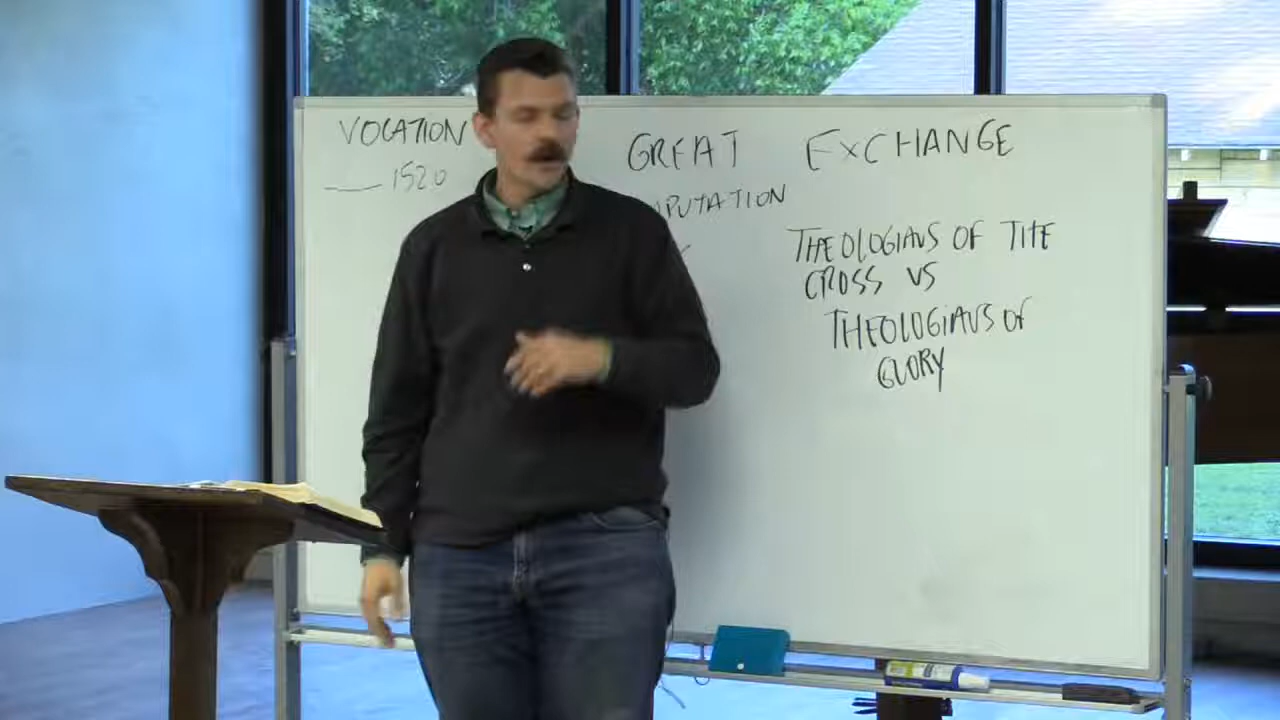 VOCATION
1520
GREAT EXCHANGE
THEOLOGIANS OF THE
CROSS VS
THEOLOGIANS OF
GLORY